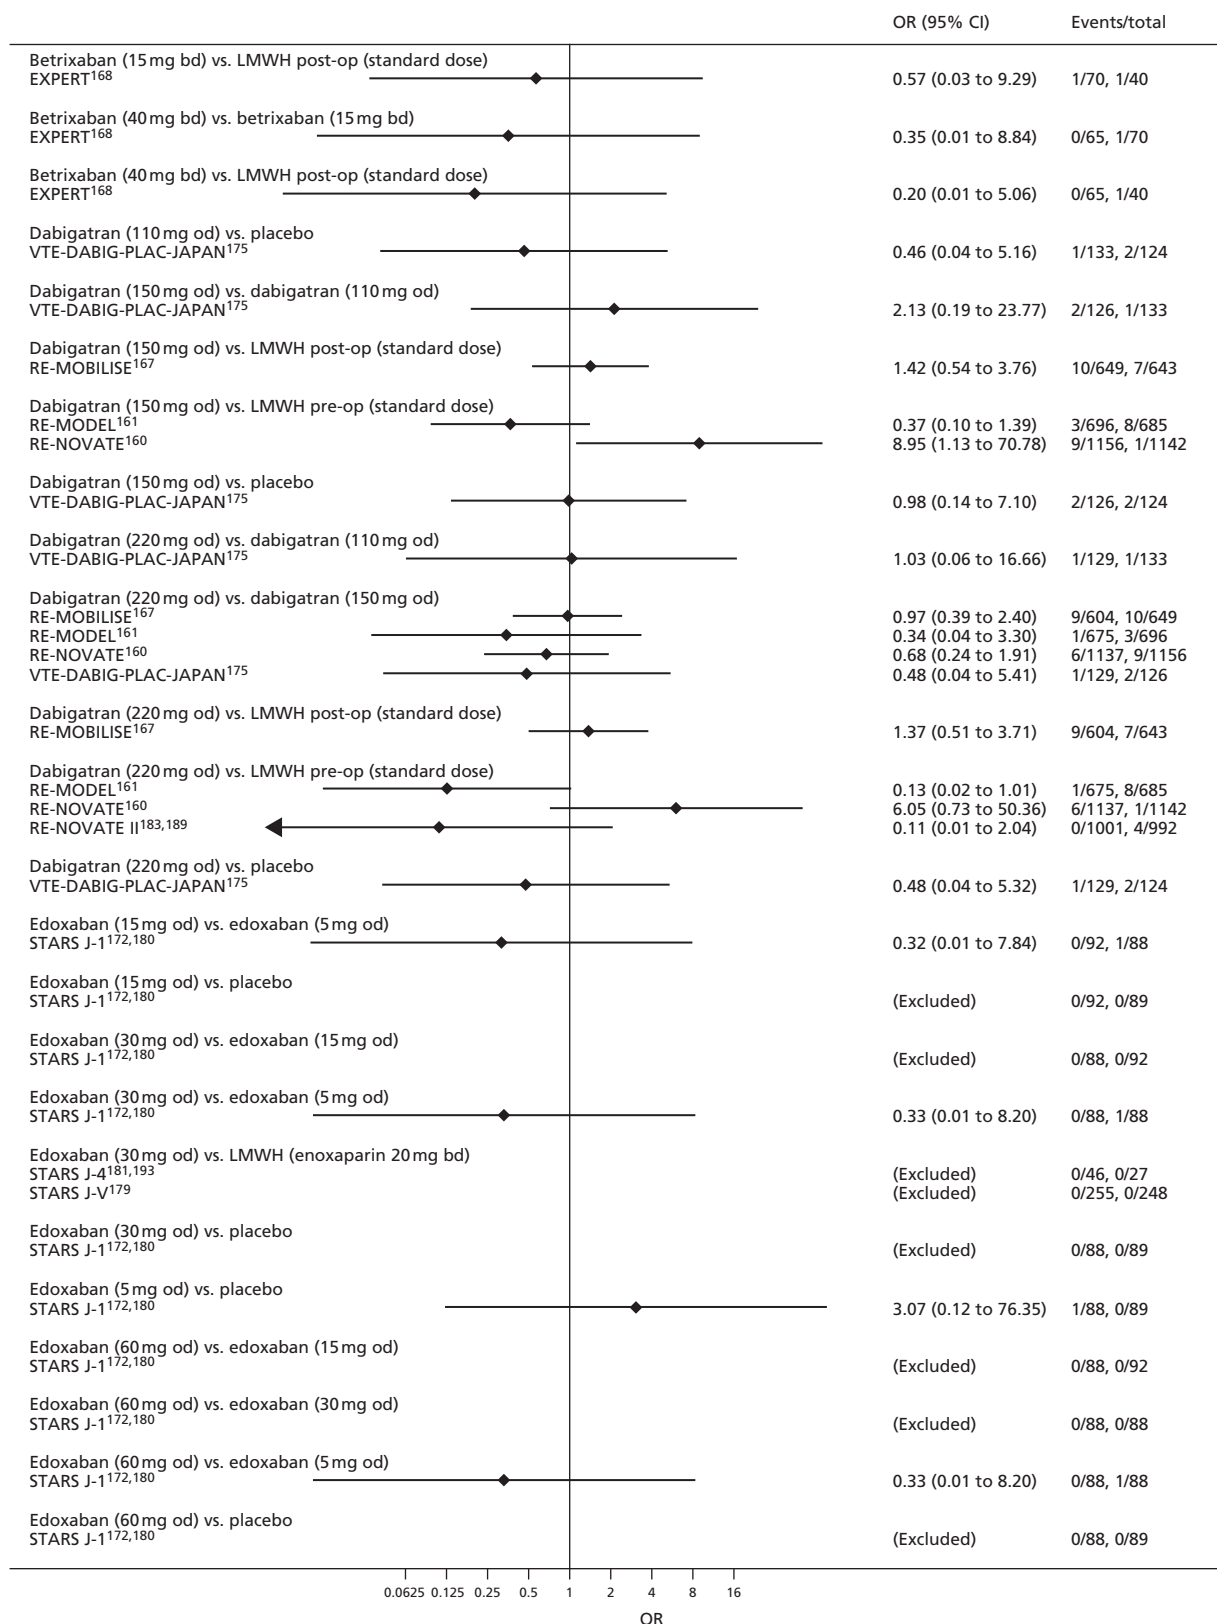 OR (95% CI) Events/total
Betrixaban (15 mg bd) vs. LMWH post-op (standard dose)
EXPERT168 0.57 (0.03 to 9.29) 1/70, 1/40
Betrixaban (40 mg bd) vs. betrixaban (15 mg bd)
EXPERT168 0.35 (0.01 to 8.84) 0/65, 1/70
Betrixaban (40 mg bd) vs. LMWH post-op (standard dose)
EXPERT168 0.20 (0.01 to 5.06) 0/65, 1/40
Dabigatran (110 mg od) vs. placebo
VTE-DABIG-PLAC-JAPAN175 0.46 (0.04 to 5.16) 1/133, 2/124
Dabigatran (150 mg od) vs. dabigatran (110 mg od)
VTE-DABIG-PLAC-JAPAN175 2.13 (0.19 to 23.77) 2/126, 1/133
Dabigatran (150 mg od) vs. LMWH post-op (standard dose)
RE-MOBILISE167 1.42 (0.54 to 3.76) 10/649, 7/643
Dabigatran (150 mg od) vs. LMWH pre-op (standard dose)
RE-MODEL161 0.37 (0.10 to 1.39) 3/696, 8/685
RE-NOVATE160 8.95 (1.13 to 70.78) 9/1156, 1/1142
Dabigatran (150 mg od) vs. placebo
VTE-DABIG-PLAC-JAPAN175 0.98 (0.14 to 7.10) 2/126, 2/124
Dabigatran (220 mg od) vs. dabigatran (110 mg od)
VTE-DABIG-PLAC-JAPAN175 1.03 (0.06 to 16.66) 1/129, 1/133
Dabigatran (220 mg od) vs. dabigatran (150 mg od)
RE-MOBILISE167 0.97 (0.39 to 2.40) 9/604, 10/649
RE-MODEL161 0.34 (0.04 to 3.30) 1/675, 3/696
RE-NOVATE160 0.68 (0.24 to 1.91) 6/1137, 9/1156
VTE-DABIG-PLAC-JAPAN175 0.48 (0.04 to 5.41) 1/129, 2/126
Dabigatran (220 mg od) vs. LMWH post-op (standard dose)
RE-MOBILISE167 1.37 (0.51 to 3.71) 9/604, 7/643
Dabigatran (220 mg od) vs. LMWH pre-op (standard dose)
RE-MODEL161 0.13 (0.02 to 1.01) 1/675, 8/685
RE-NOVATE160 6.05 (0.73 to 50.36) 6/1137, 1/1142
RE-NOVATE II183,189 0.11 (0.01 to 2.04) 0/1001, 4/992
Dabigatran (220 mg od) vs. placebo
VTE-DABIG-PLAC-JAPAN175 0.48 (0.04 to 5.32) 1/129, 2/124
Edoxaban (15 mg od) vs. edoxaban (5 mg od)
STARS J-1172,180 0.32 (0.01 to 7.84) 0/92, 1/88
Edoxaban (15 mg od) vs. placebo
STARS J-1172,180 (Excluded) 0/92, 0/89
Edoxaban (30 mg od) vs. edoxaban (15 mg od)
STARS J-1172,180 (Excluded) 0/88, 0/92
Edoxaban (30 mg od) vs. edoxaban (5 mg od)
STARS J-1172,180 0.33 (0.01 to 8.20) 0/88, 1/88
Edoxaban (30 mg od) vs. LMWH (enoxaparin 20 mg bd)
STARS J-4181,193 (Excluded) 0/46, 0/27
STARS J-V179 (Excluded) 0/255, 0/248
Edoxaban (30 mg od) vs. placebo
STARS J-1172,180 (Excluded) 0/88, 0/89
Edoxaban (5 mg od) vs. placebo
STARS J-1172,180 3.07 (0.12 to 76.35) 1/88, 0/89
Edoxaban (60 mg od) vs. edoxaban (15 mg od)
STARS J-1172,180 (Excluded) 0/88, 0/92
Edoxaban (60 mg od) vs. edoxaban (30 mg od)
STARS J-1172,180 (Excluded) 0/88, 0/88
Edoxaban (60 mg od) vs. edoxaban (5 mg od)
STARS J-1172,180 0.33 (0.01 to 8.20) 0/88, 1/88
Edoxaban (60 mg od) vs. placebo
STARS J-1172,180 (Excluded) 0/88, 0/89
0.0625 0.125 0.25 0.5 1 2 4 8 16
OR